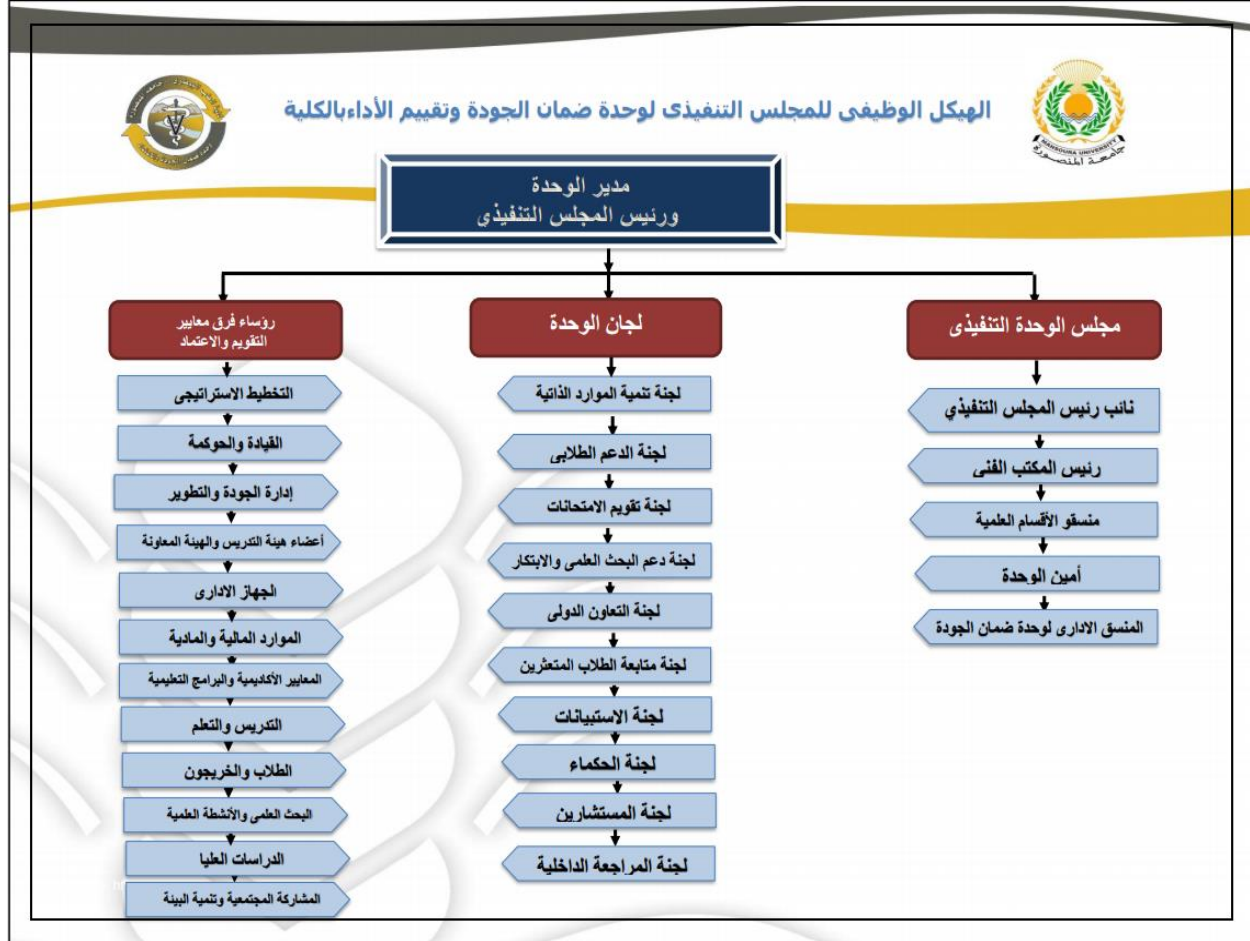 الهيكل الوظيفى للمجلس التنفيذى لوحدة ضمان الجودة وتقييم الأداءبالكلية
MANSOURA UNIVERSITY
جامعة المنصورة
مدير الوحدة
ورئيس المجلس التنفيذى
مجلس الوحدة التنفيذى
نائب رئيس المجلس التنفيذي
رئيس المكتب الفنى
منسقو الأقسام العلمية
أمين الوحدة
المنسق الادارى لوحدة ضمان الجودة
لجان الوحدة
لجنة تنمية الموارد الذاتية
لجنة الدعم الطلابى
لجنة تقويم الامتحانات
لجنة دعم البحث العلمى والابتكار
لجنة التعاون الدولى
لجنة متابعة الطلاب المتعثرين
لجنة الاستبيانات
لجنة الحكماء
لجنة المستشارين
لجنة المراجعة الداخلية
رؤساء فرق معايير
التقويم والاعتماد
التخطيط الاستراتيجى
القيادة والحوكمة
إدارة الجودة والتطوير
أعضاء هيئة التدريس والهيئة المعاونة
الجهاز الادارى
الموارد المالية والمادية
المعايير الأكاديمية والبرامج التعليمية
التدريس والتعلم
الطلاب والخريجون
البحث العلمى والأنشطة العلمية
الدراسات العليا
المشاركة المجتمعية وتنمية البيئة